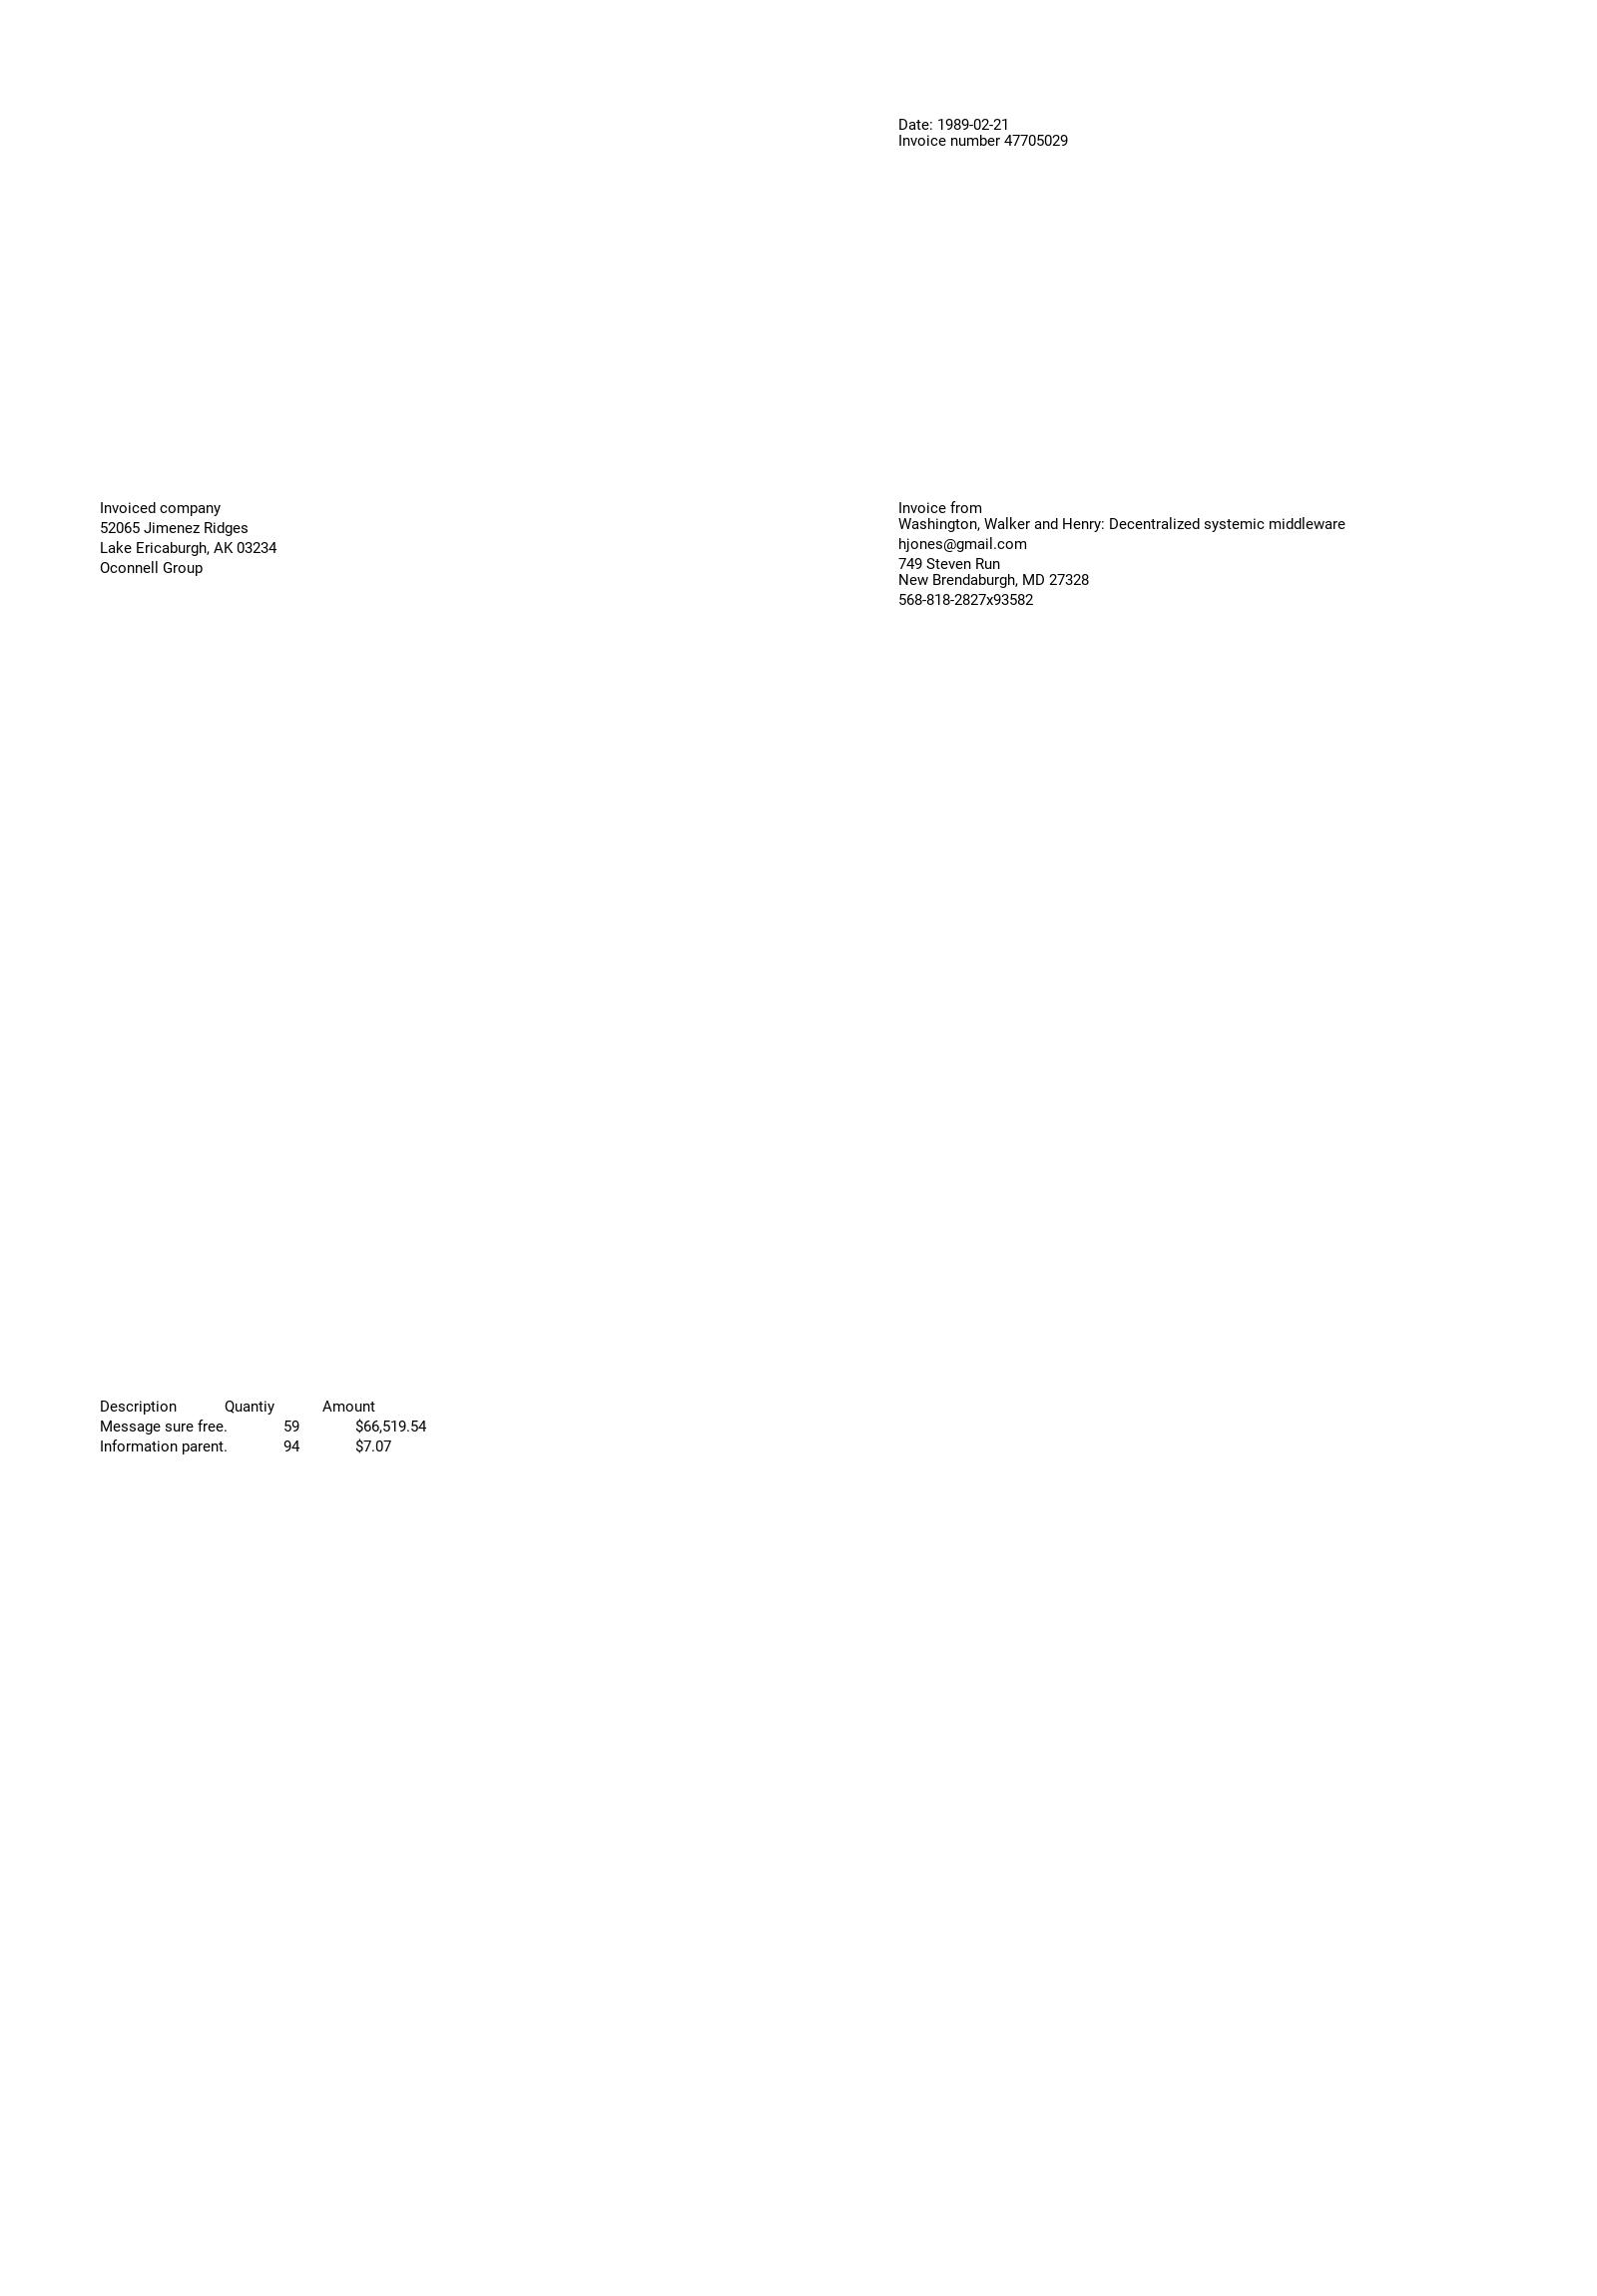 Date: 1989-02-21
Invoice number 47705029
Invoiced company
52065 Jimenez Ridges
Lake Ericaburgh, AK 03234
Oconnell Group
Invoice from
Washington, Walker and Henry: Decentralized systemic middleware
hjones@gmail.com
749 Steven Run
New Brendaburgh, MD 27328
568-818-2827x93582
Description Quantiy Amount
Message sure free. 59 $66,519.54
Information parent. 94 $7.07